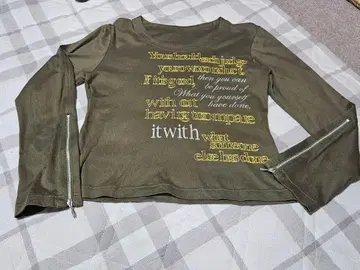 You should each judge
your own conduct.
If it is good, then you can
be proud of
What you yourself
with out have done,
having to compare
it with what
someone
else has done